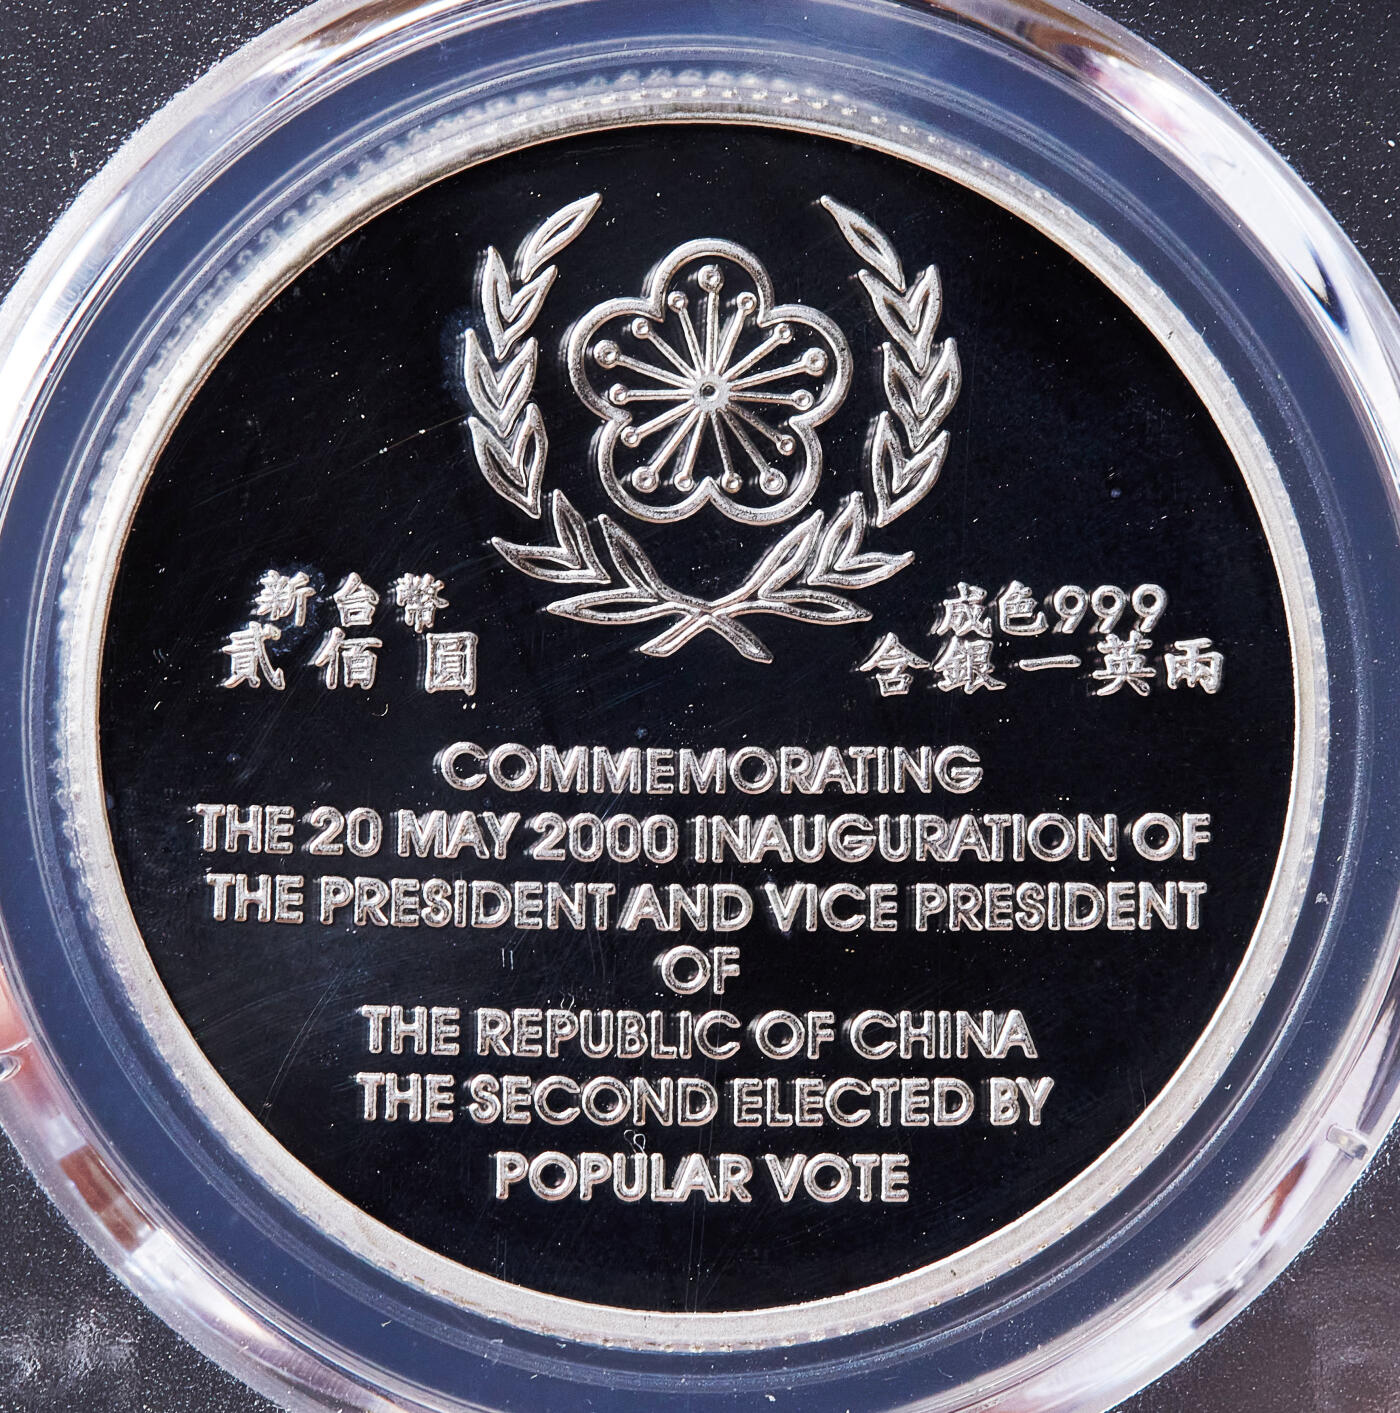 新台幣
貳佰圓
成色999
含銀一英兩
COMMEMORATING
THE 20 MAY 2000 INAUGURATION OF
THE PRESIDENT AND VICE PRESIDENT
OF
THE REPUBLIC OF CHINA
THE SECOND ELECTED BY
POPULAR VOTE